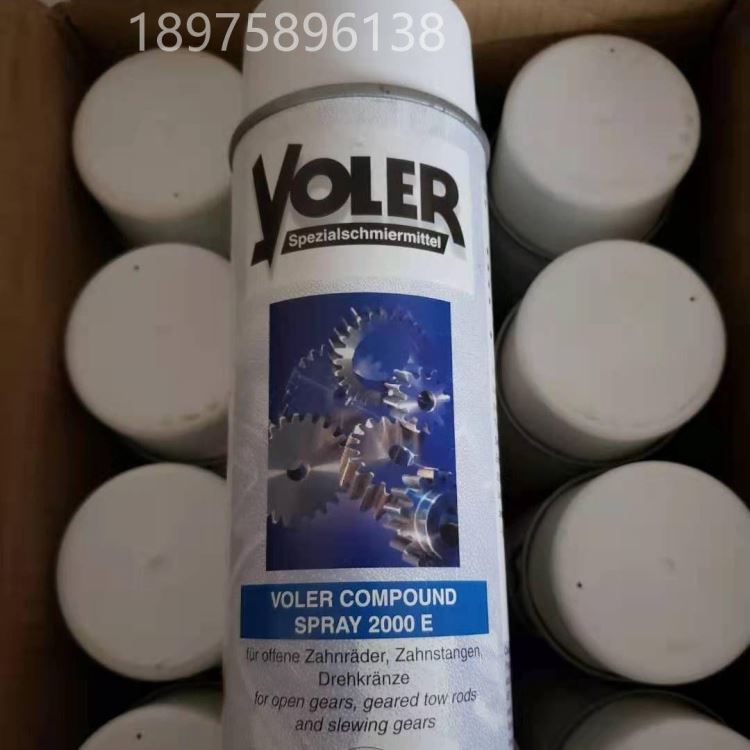 18975896138
VOLER
Spezialschmiermittel
VOLER COMPOUND
SPRAY 2000 E
für offene Zahnräder, Zahnstangen,
Drehkränze
for open gears, geared tow rods
and slewing gears